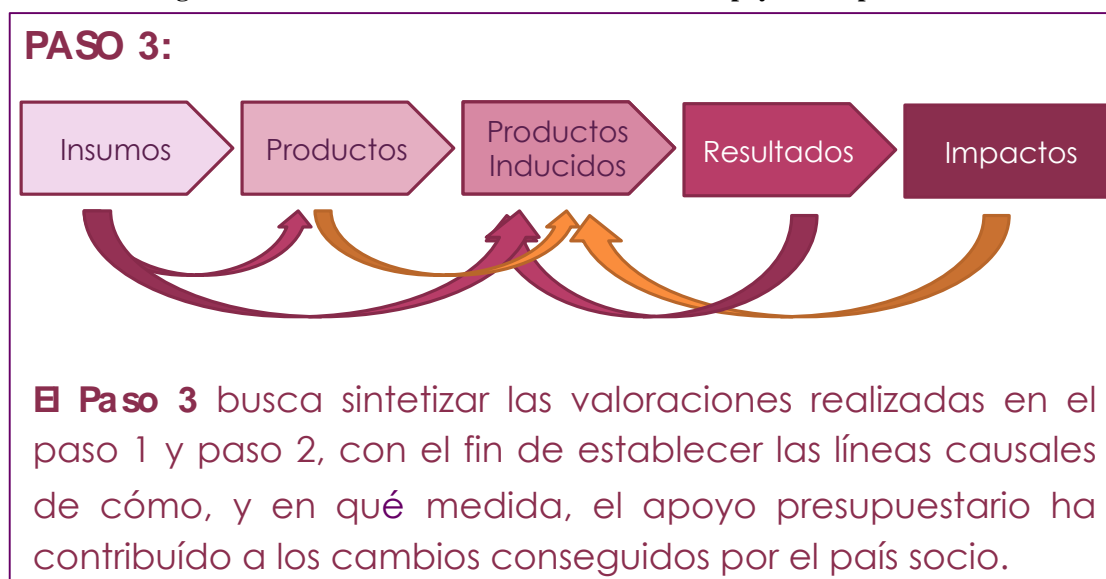 PASO 3:
Insumos
Productos
Productos
Inducidos
Resultados
Impactos
El Paso 3 busca sintetizar las valoraciones realizadas en el
paso 1 y paso 2, con el fin de establecer las líneas causales
de cómo, y en qué medida, el apoyo presupuestario ha
contribuído a los cambios conseguidos por el país socio.